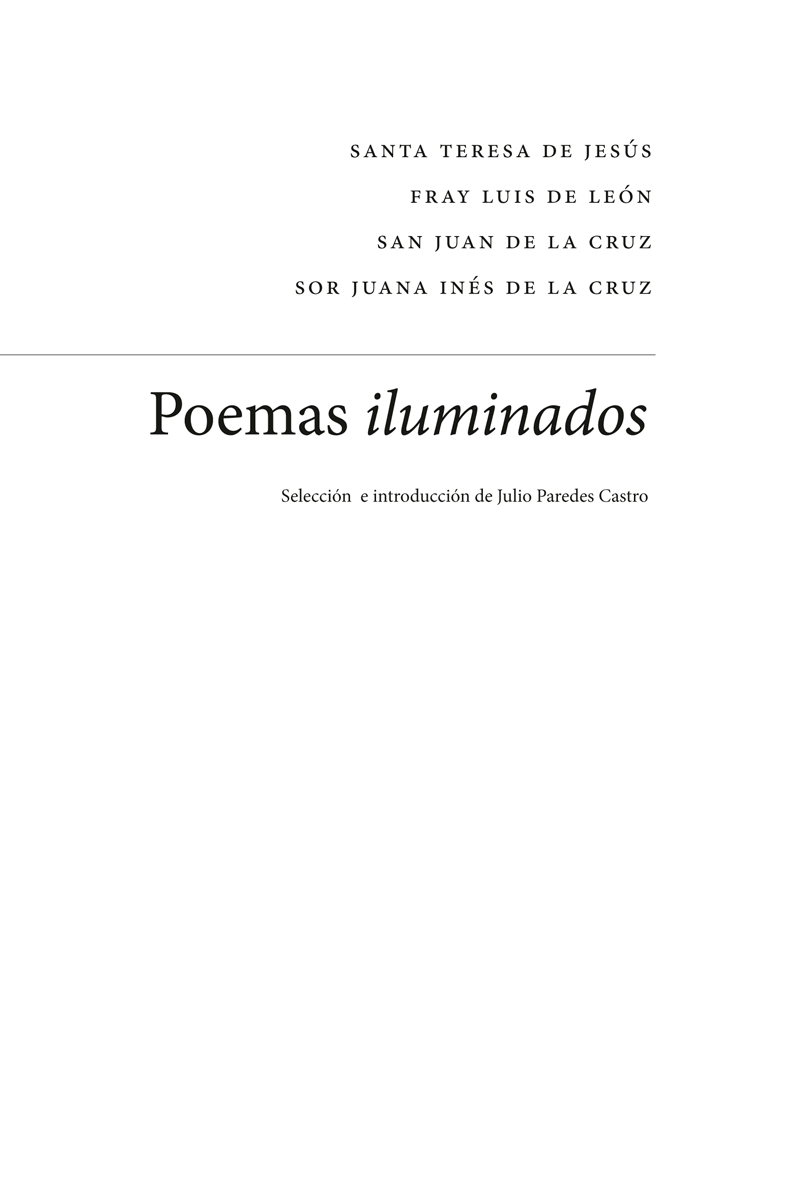 SANTA TERESA DE JESÚS
FRAY LUIS DE LEÓN
SAN JUAN DE LA CRUZ
SOR JUANA INÉS DE LA CRUZ
Poemas iluminados
Selección e introducción de Julio Paredes Castro